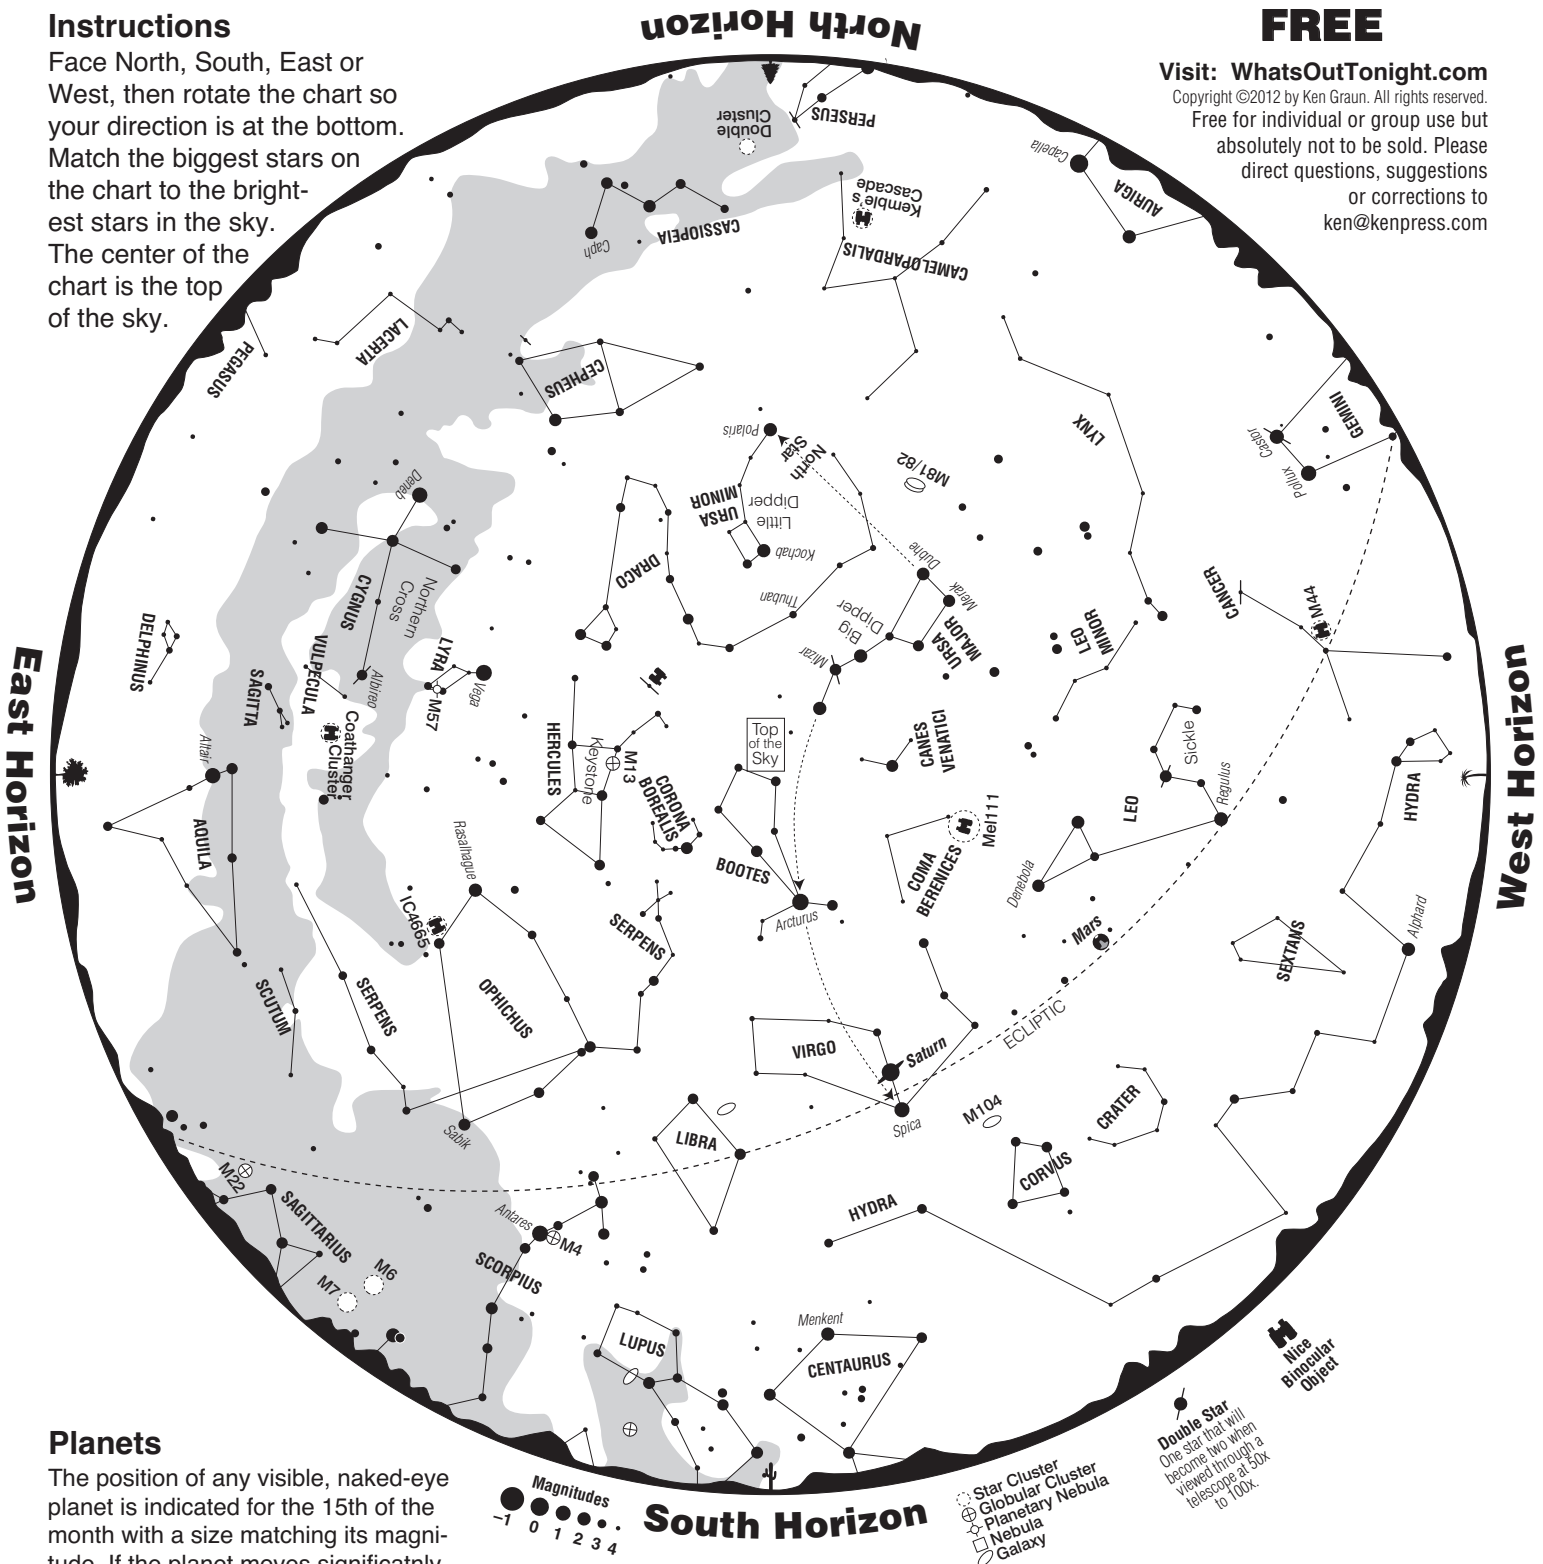 Instructions
Face North, South, East or
West, then rotate the chart so
your direction is at the bottom.
Match the biggest stars on
the chart to the bright-
est stars in the sky.
The center of the
chart is the top
of the sky.
North Horizon
FREE
Visit: WhatsOutTonight.com
Copyright ©2012 by Ken Graun. All rights reserved.
Free for individual or group use but
absolutely not to be sold. Please
direct questions, suggestions
or corrections to
ken@kenpress.com
PERSEUS
Double
Cluster
Capella
AURIGA
Kemble's
Cascade
CASSIOPEIA
Caph
CAMELOPARDALIS
LACERTA
PEGASUS
CEPHEUS
GEMINI
Castor
Pollux
LYNX
Polaris
North
Star
M81/82
URSA
MINOR
Little
Dipper
Kochab
Deneb
DRACO
Thuban
Dubhe
Merak
Big
Dipper
URSA
MAJOR
Mizar
CYGNUS
Northern
Cross
LEO
MINOR
CANCER
M44
DELPHINUS
SAGITTA
VULPECULA
Albireo
LYRA
M57
Vega
Coathanger
Cluster
East Horizon
West Horizon
Altair
AQUILA
HERCULES
Keystone
M13
CORONA
BOREALIS
Top
of the
Sky
CANES
VENATICI
Sickle
Regulus
LEO
HYDRA
Rasalhague
BOOTES
Arcturus
COMA
BERENICES
Mel111
Denebola
Mars
SEXTANS
Alphard
IC4665
SERPENS
SCUTUM
SERPENS
OPHICHUS
VIRGO
Saturn
ECLIPTIC
Spica
M104
CRATER
LIBRA
Sabik
CORVUS
M22
SAGITTARIUS
Antares
M4
SCORPIUS
HYDRA
M6
M7
LUPUS
Menkent
CENTAURUS
Nice
Binocular
Object
Double Star
One star that will
become two when
viewed through a
telescope at 50x
to 100x.
Planets
The position of any visible, naked-eye
planet is indicated for the 15th of the
month with a size matching its magni-
tude. If the planet moves significatnly
Magnitudes
–1 0 1 2 3 4
South Horizon
Star Cluster
Globular Cluster
Planetary Nebula
Nebula
Galaxy